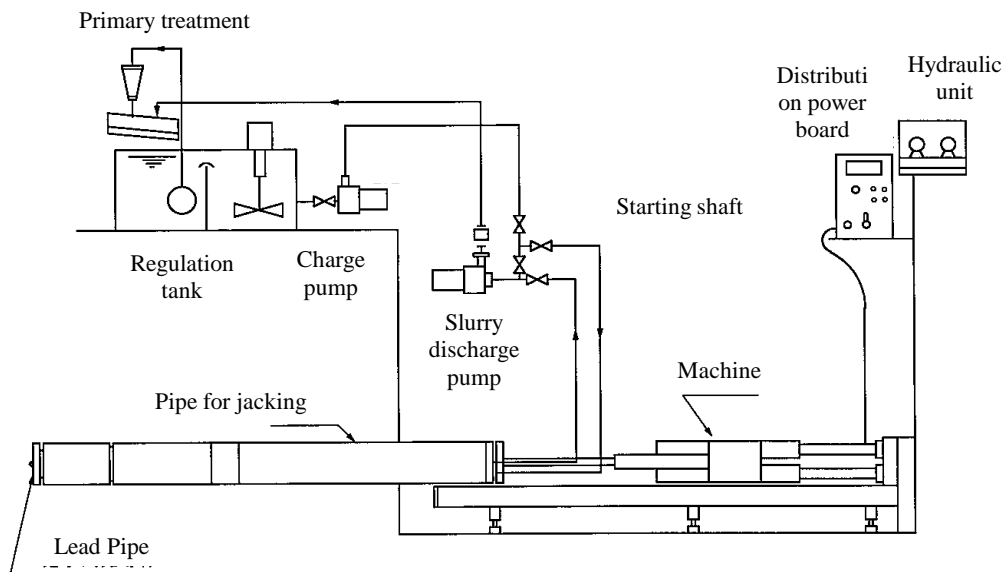 Primary treatment
Distributi
on power
board
Hydraulic
unit
Starting shaft
Regulation
tank
Charge
pump
Slurry
discharge
pump
Machine
Pipe for jacking
Lead Pipe